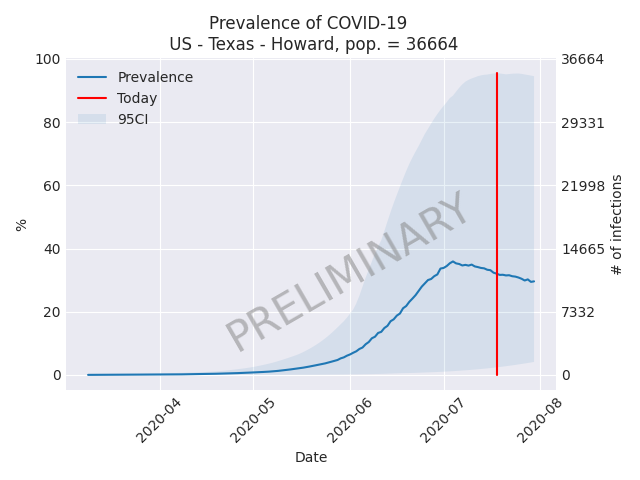 Prevalence of COVID-19
US - Texas - Howard, pop. = 36664
100
80
60
40
20
0
%
36664
29331
21998
14665
7332
0
# of infections
Prevalence
Today
95CI
PRELIMINARY
2020-04
2020-05
2020-06
2020-07
2020-08
Date